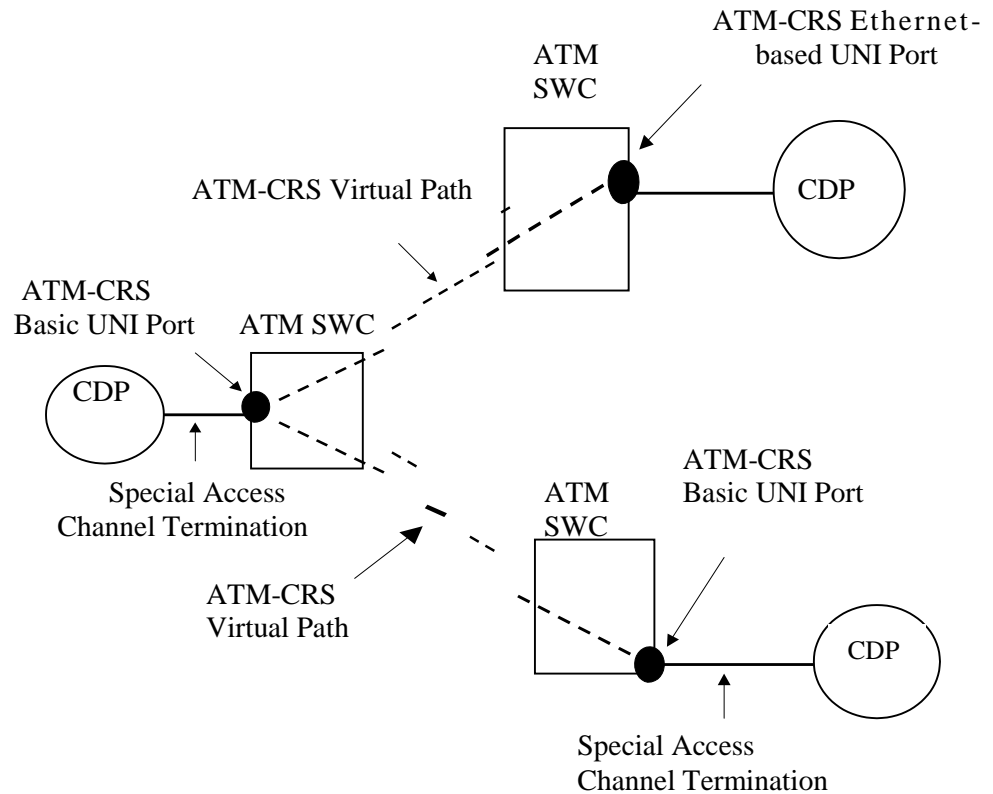 ATM-CRS Ethernet-
based UNI Port
ATM
SWC
CDP
ATM-CRS Virtual Path
ATM-CRS
Basic UNI Port
ATM SWC
CDP
Special Access
Channel Termination
ATM-CRS
Basic UNI Port
ATM
SWC
ATM-CRS
Virtual Path
CDP
Special Access
Channel Termination